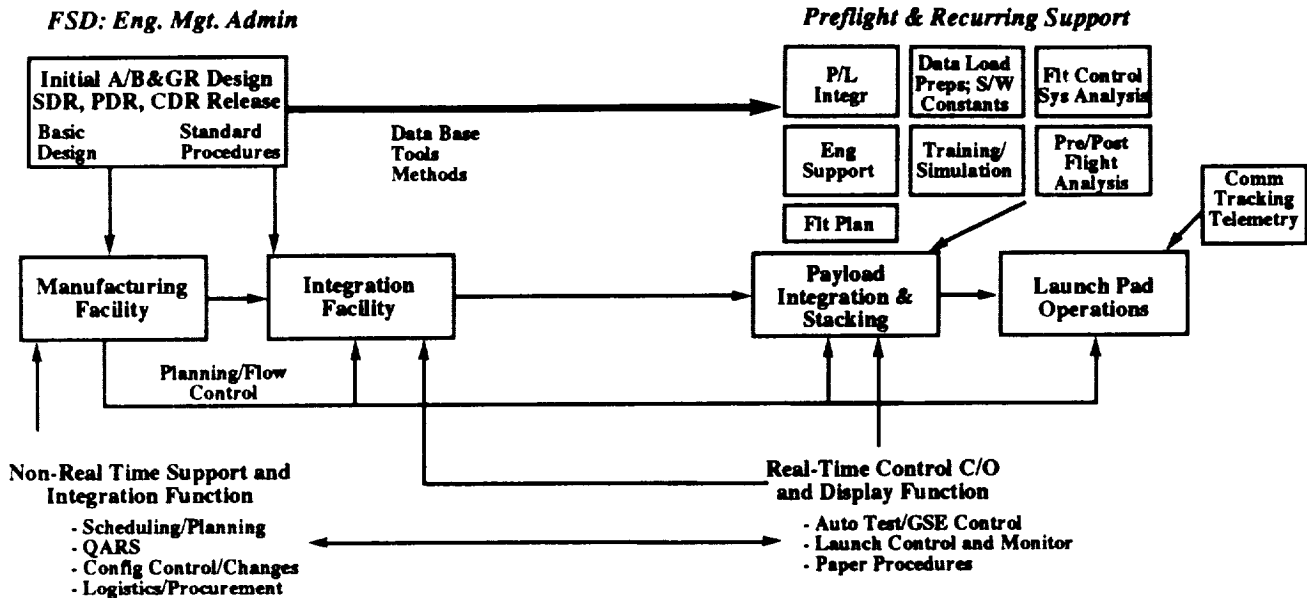 FSD: Eng. Mgt. Admin
Preflight & Recurring Support
Initial A/B&GR Design
SDR, PDR, CDR Release
Basic Standard
Design Procedures
Data Base
Tools
Methods
P/L
Integr
Data Load
Preps; S/W
Constants
Flt Control
Sys Analysis
Eng
Support
Training/
Simulation
Pre/Post
Flight
Analysis
Flt Plan
Comm
Tracking
Telemetry
Manufacturing
Facility
Integration
Facility
Payload
Integration &
Stacking
Launch Pad
Operations
Planning/Flow
Control
Non-Real Time Support and
Integration Function
- Scheduling/Planning
- QARS
- Config Control/Changes
- Logistics/Procurement
Real-Time Control C/O
and Display Function
- Auto Test/GSE Control
- Launch Control and Monitor
- Paper Procedures